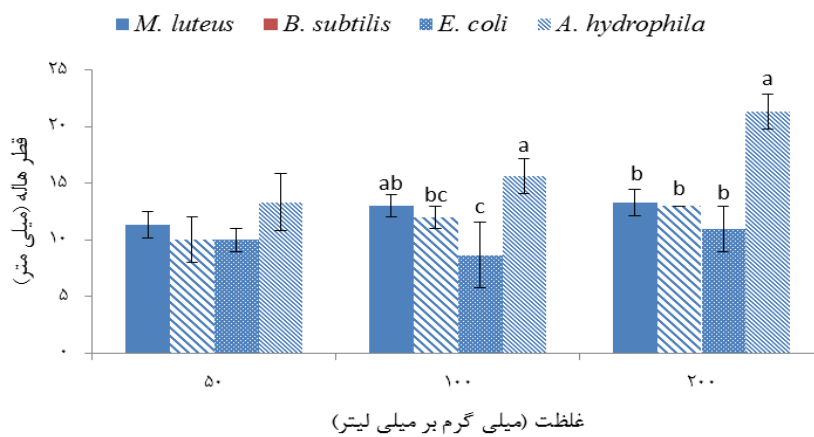 M. luteus B. subtilis E. coli A. hydrophila
۲۵
۲۰
۱۵
۱۰
۵
۰
قطر هاله (میلی متر)
ab bc c a
b b b a
۵۰ ۱۰۰ ۲۰۰
غلظت (میلی گرم بر میلی لیتر)